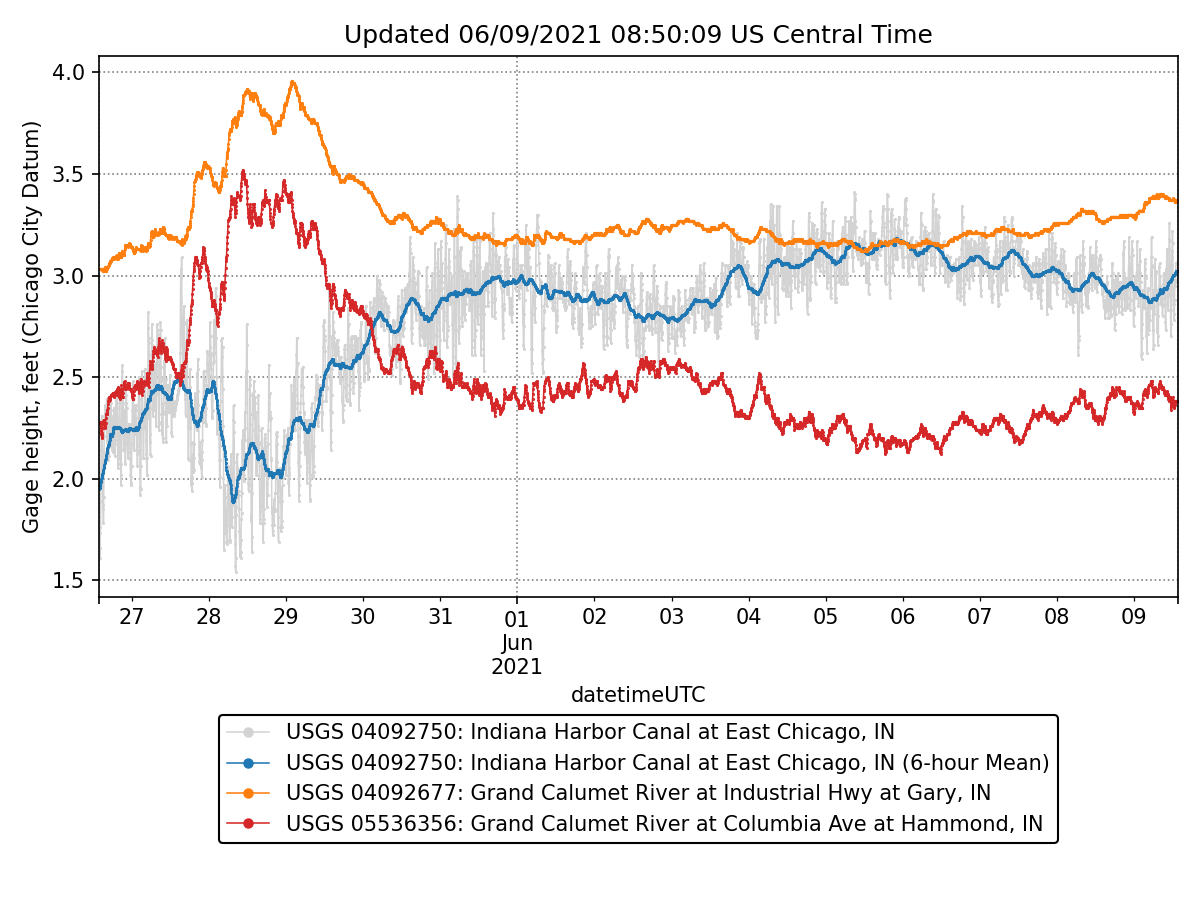 Updated 06/09/2021 08:50:09 US Central Time
Gage height, feet (Chicago City Datum)
4.0
3.5
3.0
2.5
2.0
1.5
27 28 29 30 31 01 02 03 04 05 06 07 08 09
Jun
2021
datetimeUTC
USGS 04092750: Indiana Harbor Canal at East Chicago, IN
USGS 04092750: Indiana Harbor Canal at East Chicago, IN (6-hour Mean)
USGS 04092677: Grand Calumet River at Industrial Hwy at Gary, IN
USGS 05536356: Grand Calumet River at Columbia Ave at Hammond, IN